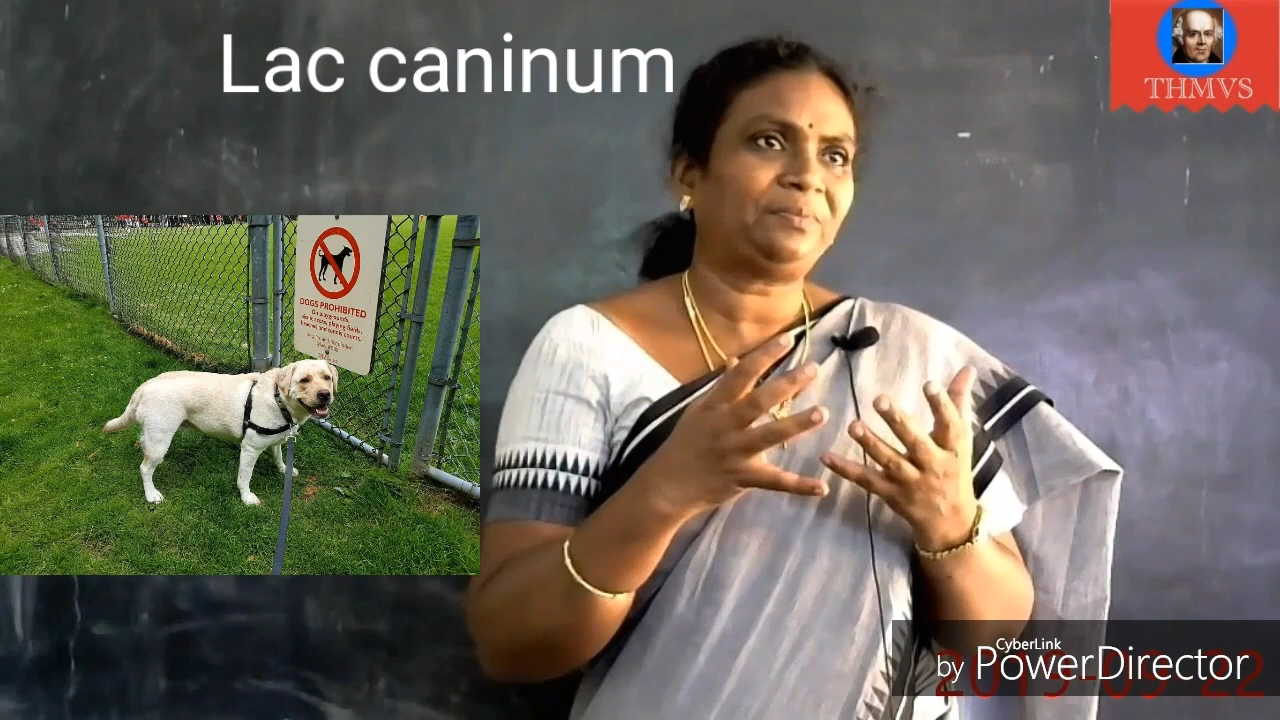 Lac caninum
THMVS
DOGS PROHIBITED
CyberLink
by PowerDirector